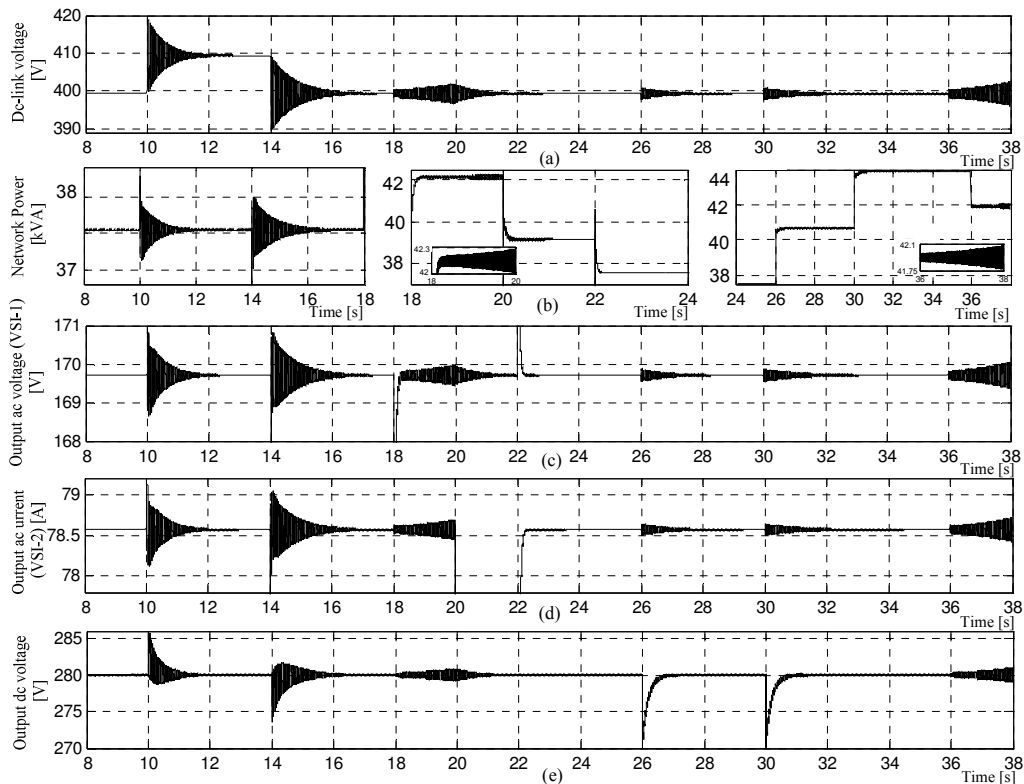 Dc-link voltage
[V]
420
410
400
390
8 10 12 14 16 18 20 22 24 26 28 30 32 34 36 38
(a)
Time [s]
Network Power
[kVA]
38
37
8 10 12 14 16 18
Time [s]
42
40
38
42.3
42
18 20
18 20 22 24
(b)
Time [s]
44
42
40
38
42.1
41.75
36 38
24 26 28 30 32 34 36
Time [s]
Output ac voltage (VSI-1)
[V]
171
170
169
168
8 10 12 14 16 18 20 22 24 26 28 30 32 34 36 38
(c)
Time [s]
Output ac urrent
(VSI-2) [A]
79
78.5
78
8 10 12 14 16 18 20 22 24 26 28 30 32 34 36 38
(d)
Time [s]
Output dc voltage
[V]
285
280
275
270
8 10 12 14 16 18 20 22 24 26 28 30 32 34 36 38
(e)
Time [s]